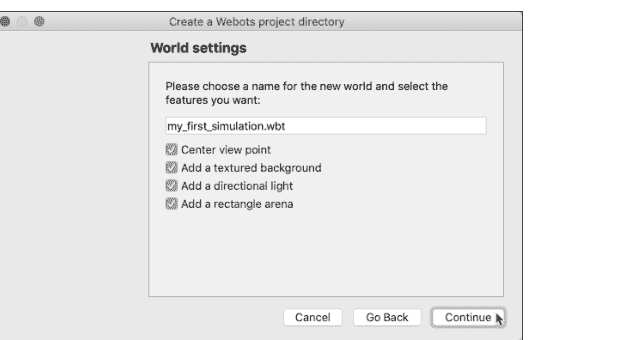 Create a Webots project directory
World settings
Please choose a name for the new world and select the
features you want:
my_first_simulation.wbt
Center view point
Add a textured background
Add a directional light
Add a rectangle arena
Cancel Go Back Continue